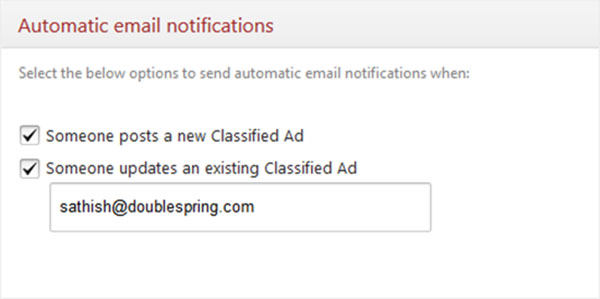 Automatic email notifications
Select the below options to send automatic email notifications when:
Someone posts a new Classified Ad
Someone updates an existing Classified Ad
sathish@doublespring.com